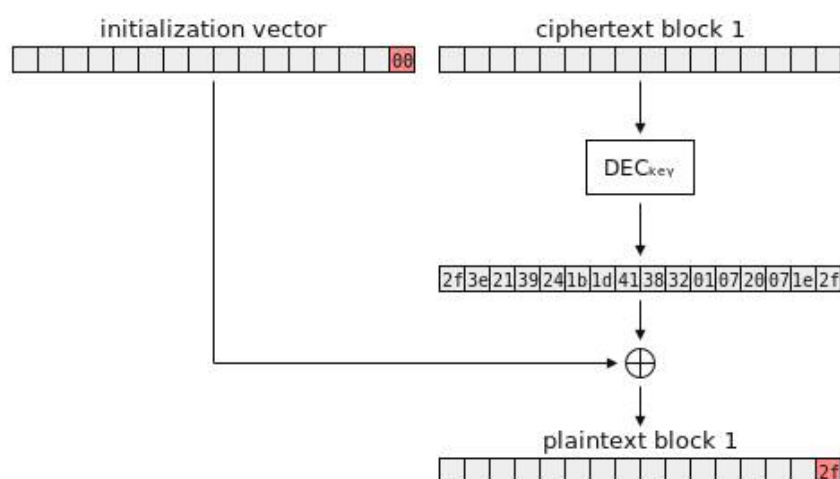 initialization vector
ciphertext block 1
00
DECkey
2f 3e 21 39 24 1b 1d 41 38 32 01 07 20 07 1e 2f
plaintext block 1
2f